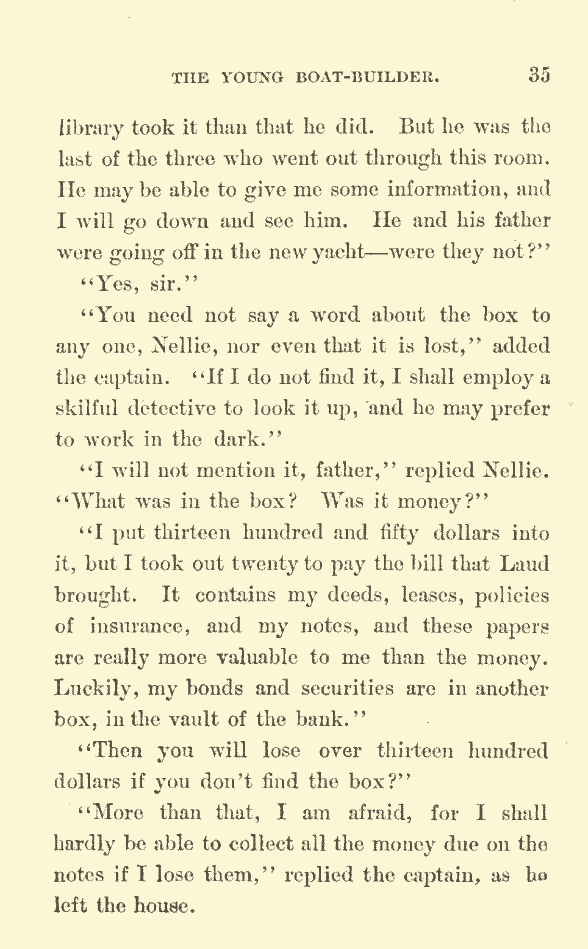 THE YOUNG BOAT-BUILDER. 35
library took it than that he did. But he was the
last of the three who went out through this room.
He may be able to give me some information, and
I will go down and see him. He and his father
were going off in the new yacht—were they not?"
"Yes, sir."
"You need not say a word about the box to
any one, Nellie, nor even that it is lost," added
the captain. "If I do not find it, I shall employ a
skilful detective to look it up, and he may prefer
to work in the dark."
"I will not mention it, father," replied Nellie.
"What was in the box? Was it money?"
"I put thirteen hundred and fifty dollars into
it, but I took out twenty to pay the bill that Laud
brought. It contains my deeds, leases, policies
of insurance, and my notes, and these papers
are really more valuable to me than the money.
Luckily, my bonds and securities are in another
box, in the vault of the bank."
"Then you will lose over thirteen hundred
dollars if you don't find the box?"
"More than that, I am afraid, for I shall
hardly be able to collect all the money due on the
notes if I lose them," replied the captain, as he
left the house.